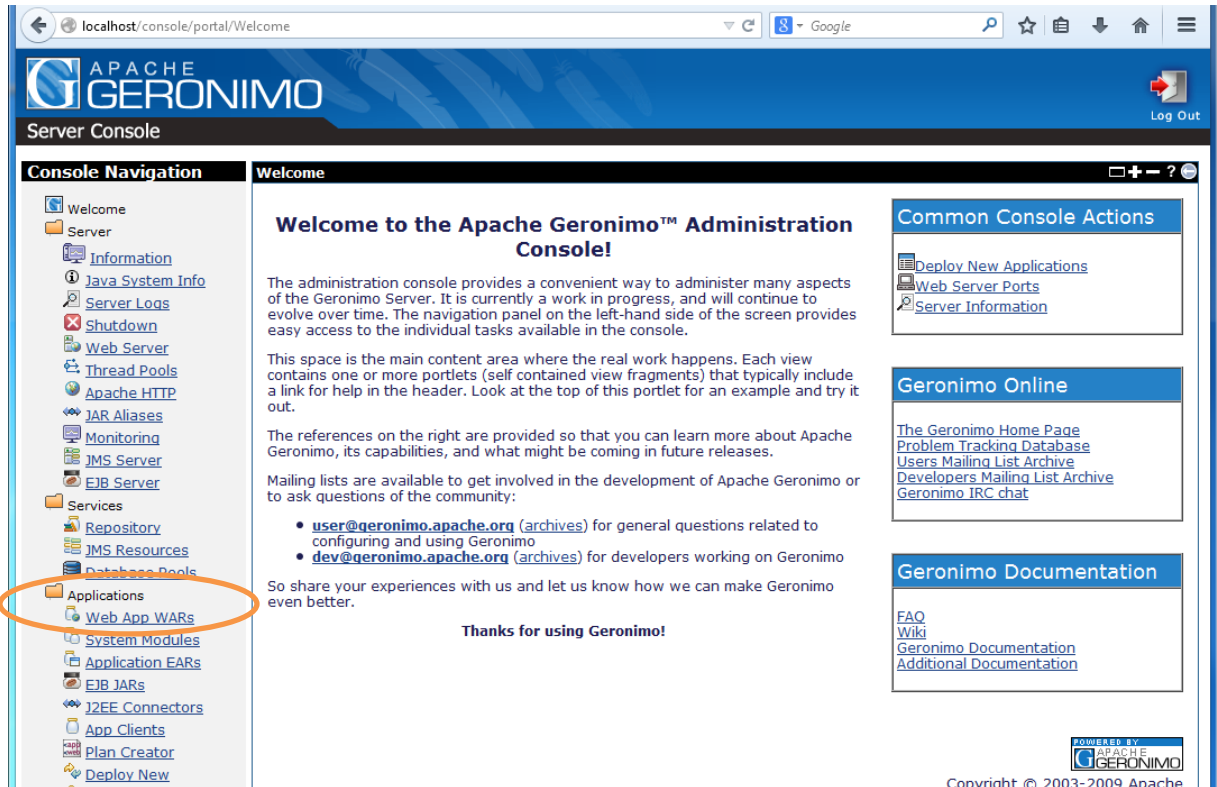 localhost/console/portal/Welcome
Google
APACHE
GERONIMO
Server Console
Log Out
Console Navigation
Welcome
Server
Information
Java System Info
Server Logs
Shutdown
Web Server
Thread Pools
Apache HTTP
JAR Aliases
Monitoring
JMS Server
EJB Server
Services
Repository
JMS Resources
Database Pools
Applications
Web App WARs
System Modules
Application EARs
EJB JARs
J2EE Connectors
App Clients
Plan Creator
Deploy New
Welcome
Welcome to the Apache Geronimo™ Administration
Console!
The administration console provides a convenient way to administer many aspects
of the Geronimo Server. It is currently a work in progress, and will continue to
evolve over time. The navigation panel on the left-hand side of the screen provides
easy access to the individual tasks available in the console.
This space is the main content area where the real work happens. Each view
contains one or more portlets (self contained view fragments) that typically include
a link for help in the header. Look at the top of this portlet for an example and try it
out.
The references on the right are provided so that you can learn more about Apache
Geronimo, its capabilities, and what might be coming in future releases.
Mailing lists are available to get involved in the development of Apache Geronimo or
to ask questions of the community:
• user@geronimo.apache.org (archives) for general questions related to
configuring and using Geronimo
• dev@geronimo.apache.org (archives) for developers working on Geronimo
So share your experiences with us and let us know how we can make Geronimo
even better.
Thanks for using Geronimo!
Common Console Actions
Deploy New Applications
Web Server Ports
Server Information
Geronimo Online
The Geronimo Home Page
Problem Tracking Database
Users Mailing List Archive
Developers Mailing List Archive
Geronimo IRC chat
Geronimo Documentation
FAQ
Wiki
Geronimo Documentation
Additional Documentation
POWERED BY
APACHE
GERONIMO
Copyright © 2003-2009 Apache